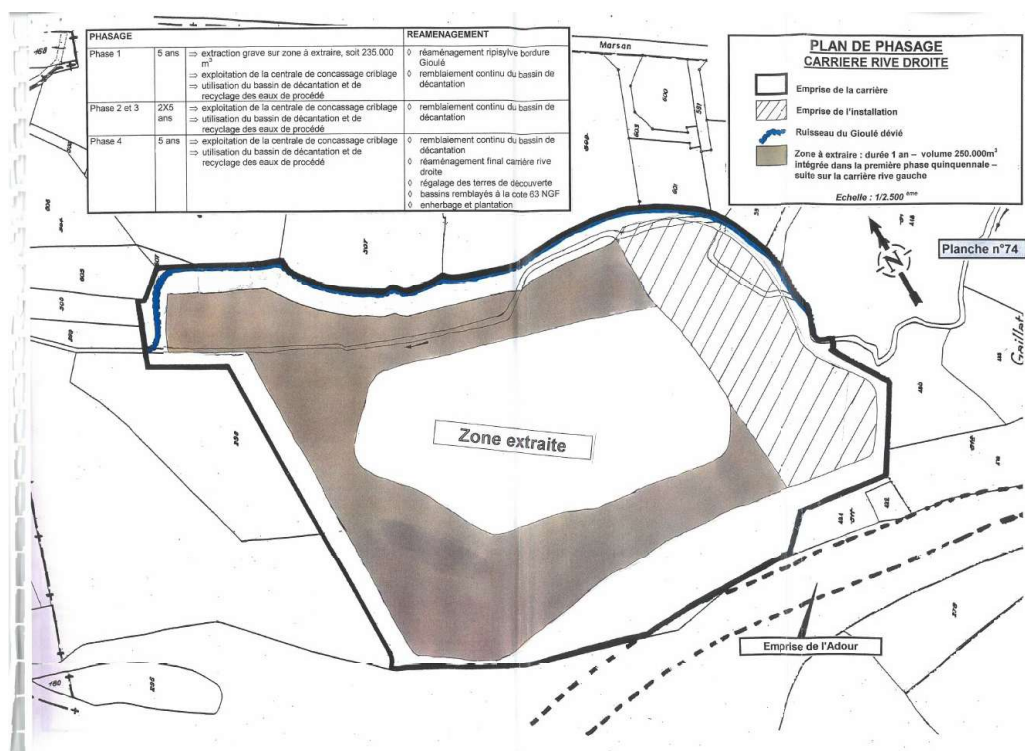 PHASAGE
REAMENAGEMENT
Phase 1
5 ans
⇒ extraction grave sur zone à extraire, soit 235.000
m³
⇒ exploitation de la centrale de concassage criblage
⇒ utilisation du bassin de décantation et de
recyclage des eaux de procédé
◊ réaménagement ripisylve bordure
Gioulé
◊ remblaiement continu du bassin de
décantation
Phase 2 et 3
2X5
ans
⇒ exploitation de la centrale de concassage criblage
⇒ utilisation du bassin de décantation et de
recyclage des eaux de procédé
◊ remblaiement continu du bassin de
décantation
Phase 4
5 ans
⇒ exploitation de la centrale de concassage criblage
⇒ utilisation du bassin de décantation et de
recyclage des eaux de procédé
◊ remblaiement continu du bassin de
décantation
◊ réaménagement final carrière rive
droite
◊ régalage des terres de découverte
◊ bassins remblayés à la cote 63 NGF
◊ enherbage et plantation
Marsan
PLAN DE PHASAGE
CARRIERE RIVE DROITE
Emprise de la carrière
Emprise de l'installation
Ruisseau du Gioulé dévié
Zone à extraire : durée 1 an – volume 250.000m³
intégrée dans la première phase quinquennale –
suite sur la carrière rive gauche
Echelle : 1/2.500 ème
N
Planche n°74
600
591
603
601
307
Gaillat
Zone extraite
Emprise de l'Adour